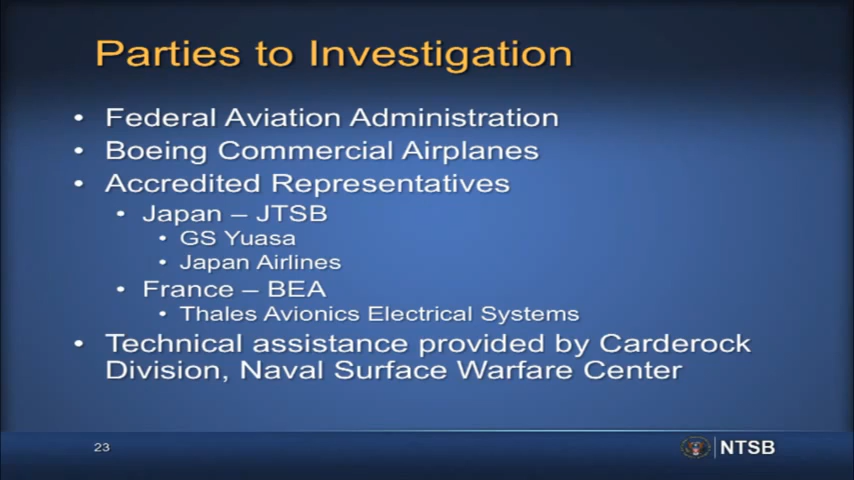 Parties to Investigation
• Federal Aviation Administration
• Boeing Commercial Airplanes
• Accredited Representatives
• Japan – JTSB
• GS Yuasa
• Japan Airlines
• France – BEA
• Thales Avionics Electrical Systems
• Technical assistance provided by Carderock
Division, Naval Surface Warfare Center
23
NTSB